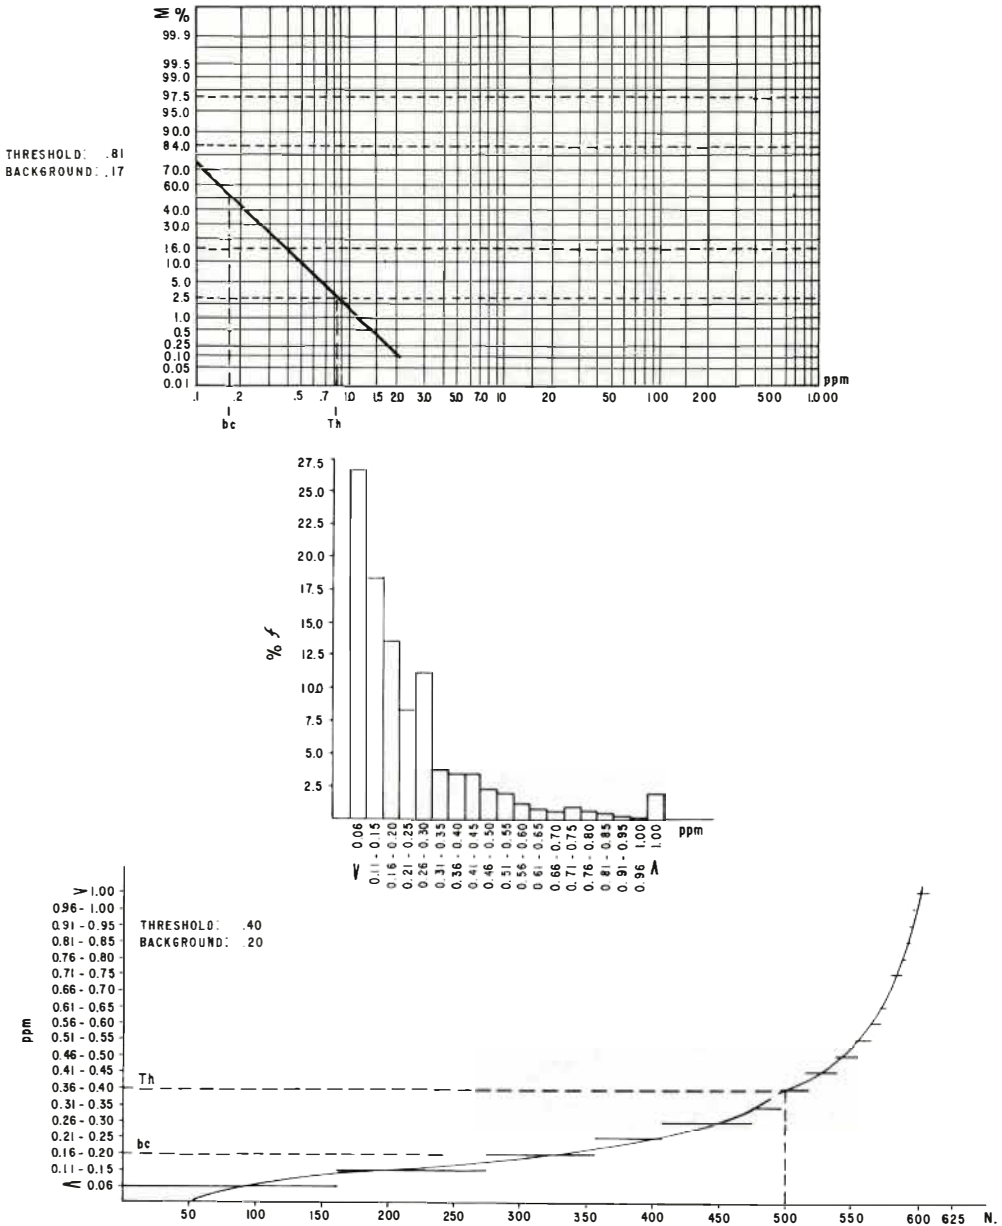 M %
99.9
99.5
99.0
97.5
95.0
90.0
84.0
70.0
60.0
40.0
30.0
16.0
10.0
5.0
2.5
1.0
0.5
0.25
0.10
0.05
0.01
THRESHOLD: .81
BACKGROUND: .17
.1 .2 .5 .7 1.0 1.5 2.0 3.0 5.0 7.0 10 20 50 100 200 500 1.000 ppm
bc Th
27.5
25.0
22.5
20.0
17.5
15.0
12.5
10.0
7.5
5.0
2.5
% f
< 0.06
0.11 - 0.15
0.16 - 0.20
0.21 - 0.25
0.26 - 0.30
0.31 - 0.35
0.36 - 0.40
0.41 - 0.45
0.46 - 0.50
0.51 - 0.55
0.56 - 0.60
0.61 - 0.65
0.66 - 0.70
0.71 - 0.75
0.76 - 0.80
0.81 - 0.85
0.91 - 0.95
0.96 1.00
> 1.00
ppm
> 1.00
0.96 - 1.00
0.91 - 0.95
0.81 - 0.85
0.76 - 0.80
0.71 - 0.75
0.66 - 0.70
0.61 - 0.65
0.56 - 0.60
0.51 - 0.55
0.46 - 0.50
0.41 - 0.45
0.36 - 0.40
0.31 - 0.35
0.26 - 0.30
0.21 - 0.25
0.16 - 0.20
0.11 - 0.15
< 0.06
ppm
THRESHOLD: .40
BACKGROUND: .20
Th
bc
50 100 150 200 250 300 350 400 450 500 550 600 625 N.